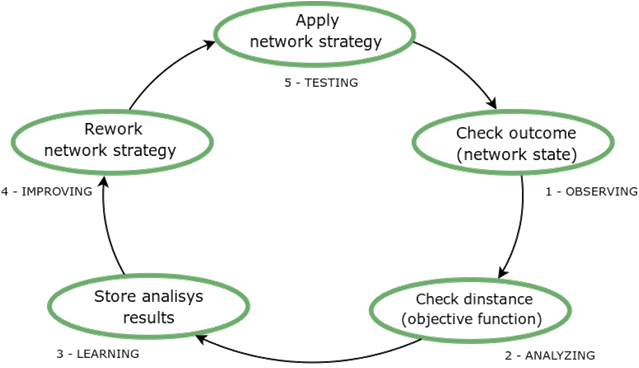 Apply
network strategy
5 - TESTING
Check outcome
(network state)
1 - OBSERVING
Check dinstance
(objective function)
2 - ANALYZING
Store analisys
results
3 - LEARNING
Rework
network strategy
4 - IMPROVING